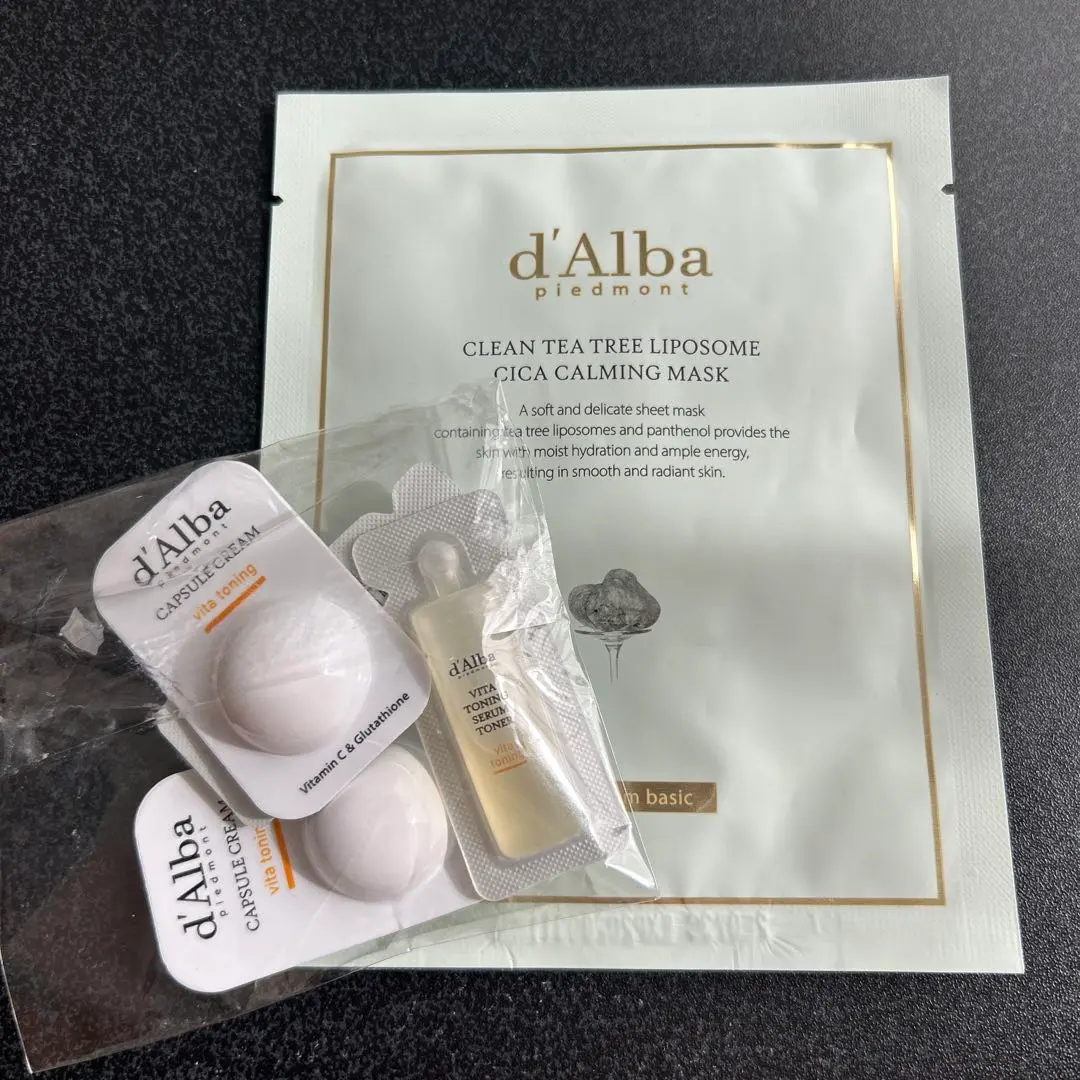 d'Alba
piedmont
CLEAN TEA TREE LIPOSOME
CICA CALMING MASK
A soft and delicate sheet mask
containing tea tree liposomes and panthenol provides the
skin with moist hydration and ample energy,
resulting in smooth and radiant skin.
basic
d'Alba
piedmont
CAPSULE CREAM
vita toning
Vitamin C & Glutathione
d'Alba
piedmont
VITA
TONING
SERUM
TONER
vita
toning
d'Alba
piedmont
CAPSULE CREAM
vita toning